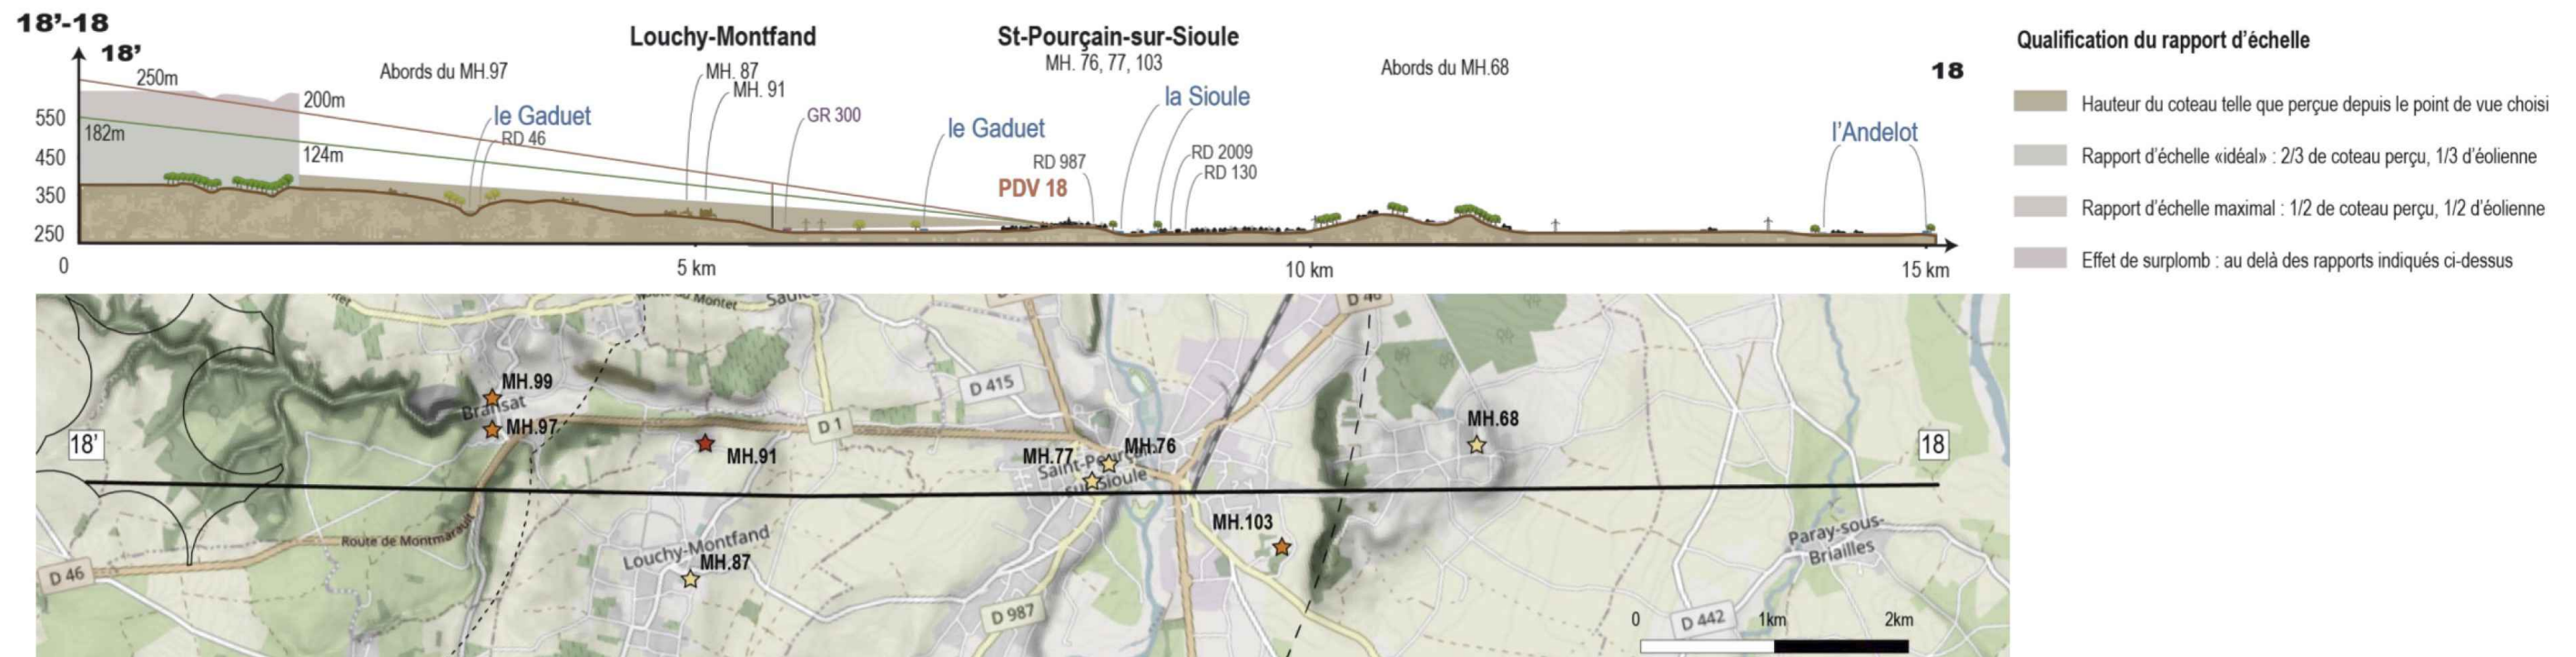 18’-18
18’
250m
200m
182m
124m
Abords du MH.97
le Gaduet
RD 46
Louchy-Montfand
MH. 87
MH. 91
GR 300
le Gaduet
St-Pourçain-sur-Sioule
MH. 76, 77, 103
RD 987
PDV 18
la Sioule
RD 2009
RD 130
Abords du MH.68
l’Andelot
18
550
450
350
250
0
5 km
10 km
15 km
Qualification du rapport d’échelle
Hauteur du coteau telle que perçue depuis le point de vue choisi
Rapport d’échelle «idéal» : 2/3 de coteau perçu, 1/3 d’éolienne
Rapport d’échelle maximal : 1/2 de coteau perçu, 1/2 d’éolienne
Effet de surplomb : au delà des rapports indiqués ci-dessus
MH.99
Bransat
MH.97
18’
MH.91
D 1
D 415
MH.77
MH.76
Saint-Pourçain-
sur-Sioule
MH.68
18
MH.103
Route de Montmarault
D 46
Louchy-Montfand
MH.87
D 987
Paray-sous-
Briailles
D 442
0
1km
2km